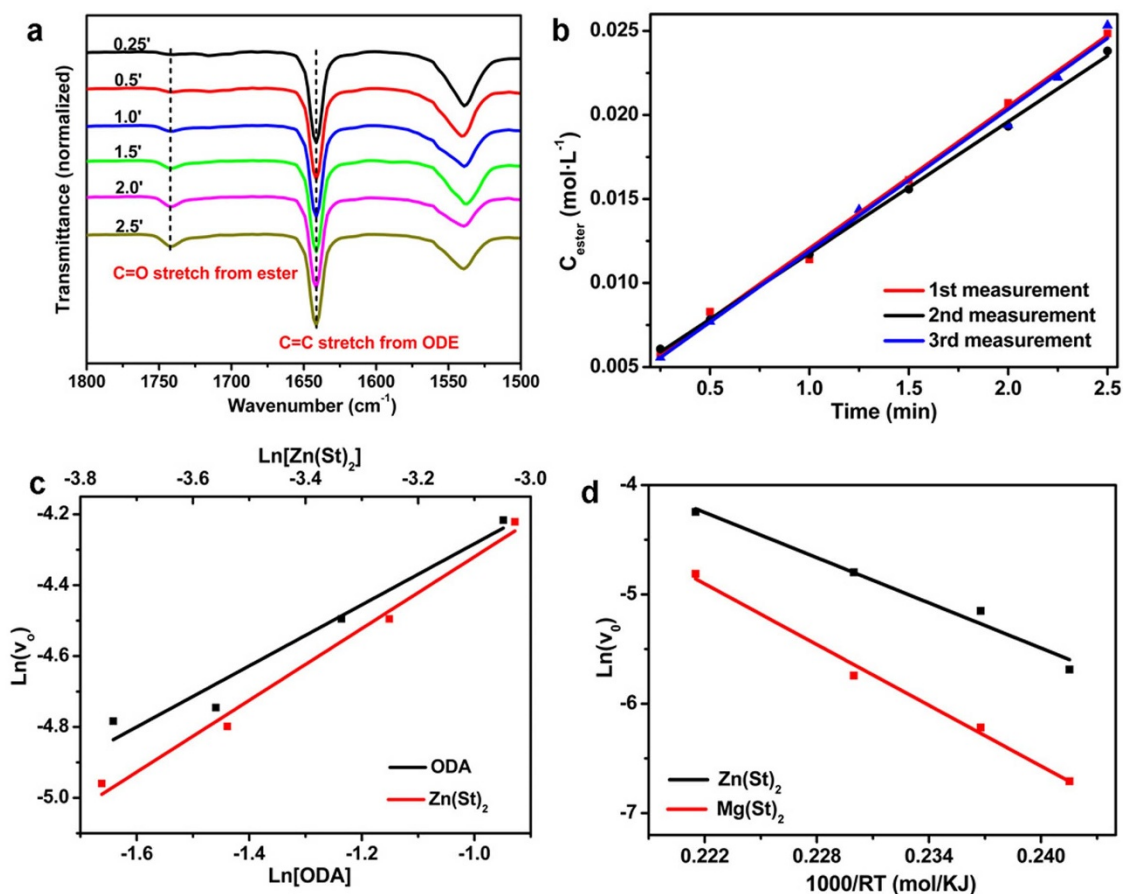 a
0.25'
0.5'
1.0'
1.5'
2.0'
2.5'
C=O stretch from ester
C=C stretch from ODE
Transmittance (normalized)
1800 1750 1700 1650 1600 1550 1500
Wavenumber (cm⁻¹)
b
0.025
0.020
0.015
0.010
0.005
C_ester (mol·L⁻¹)
1st measurement
2nd measurement
3rd measurement
0.5 1.0 1.5 2.0 2.5
Time (min)
Ln[Zn(St)₂]
-3.8 -3.6 -3.4 -3.2 -3.0
c
-4.2
-4.4
-4.6
-4.8
-5.0
Ln(v₀)
ODA
Zn(St)₂
-1.6 -1.4 -1.2 -1.0
Ln[ODA]
d
-4
-5
-6
-7
Ln(v₀)
Zn(St)₂
Mg(St)₂
0.222 0.228 0.234 0.240
1000/RT (mol/KJ)